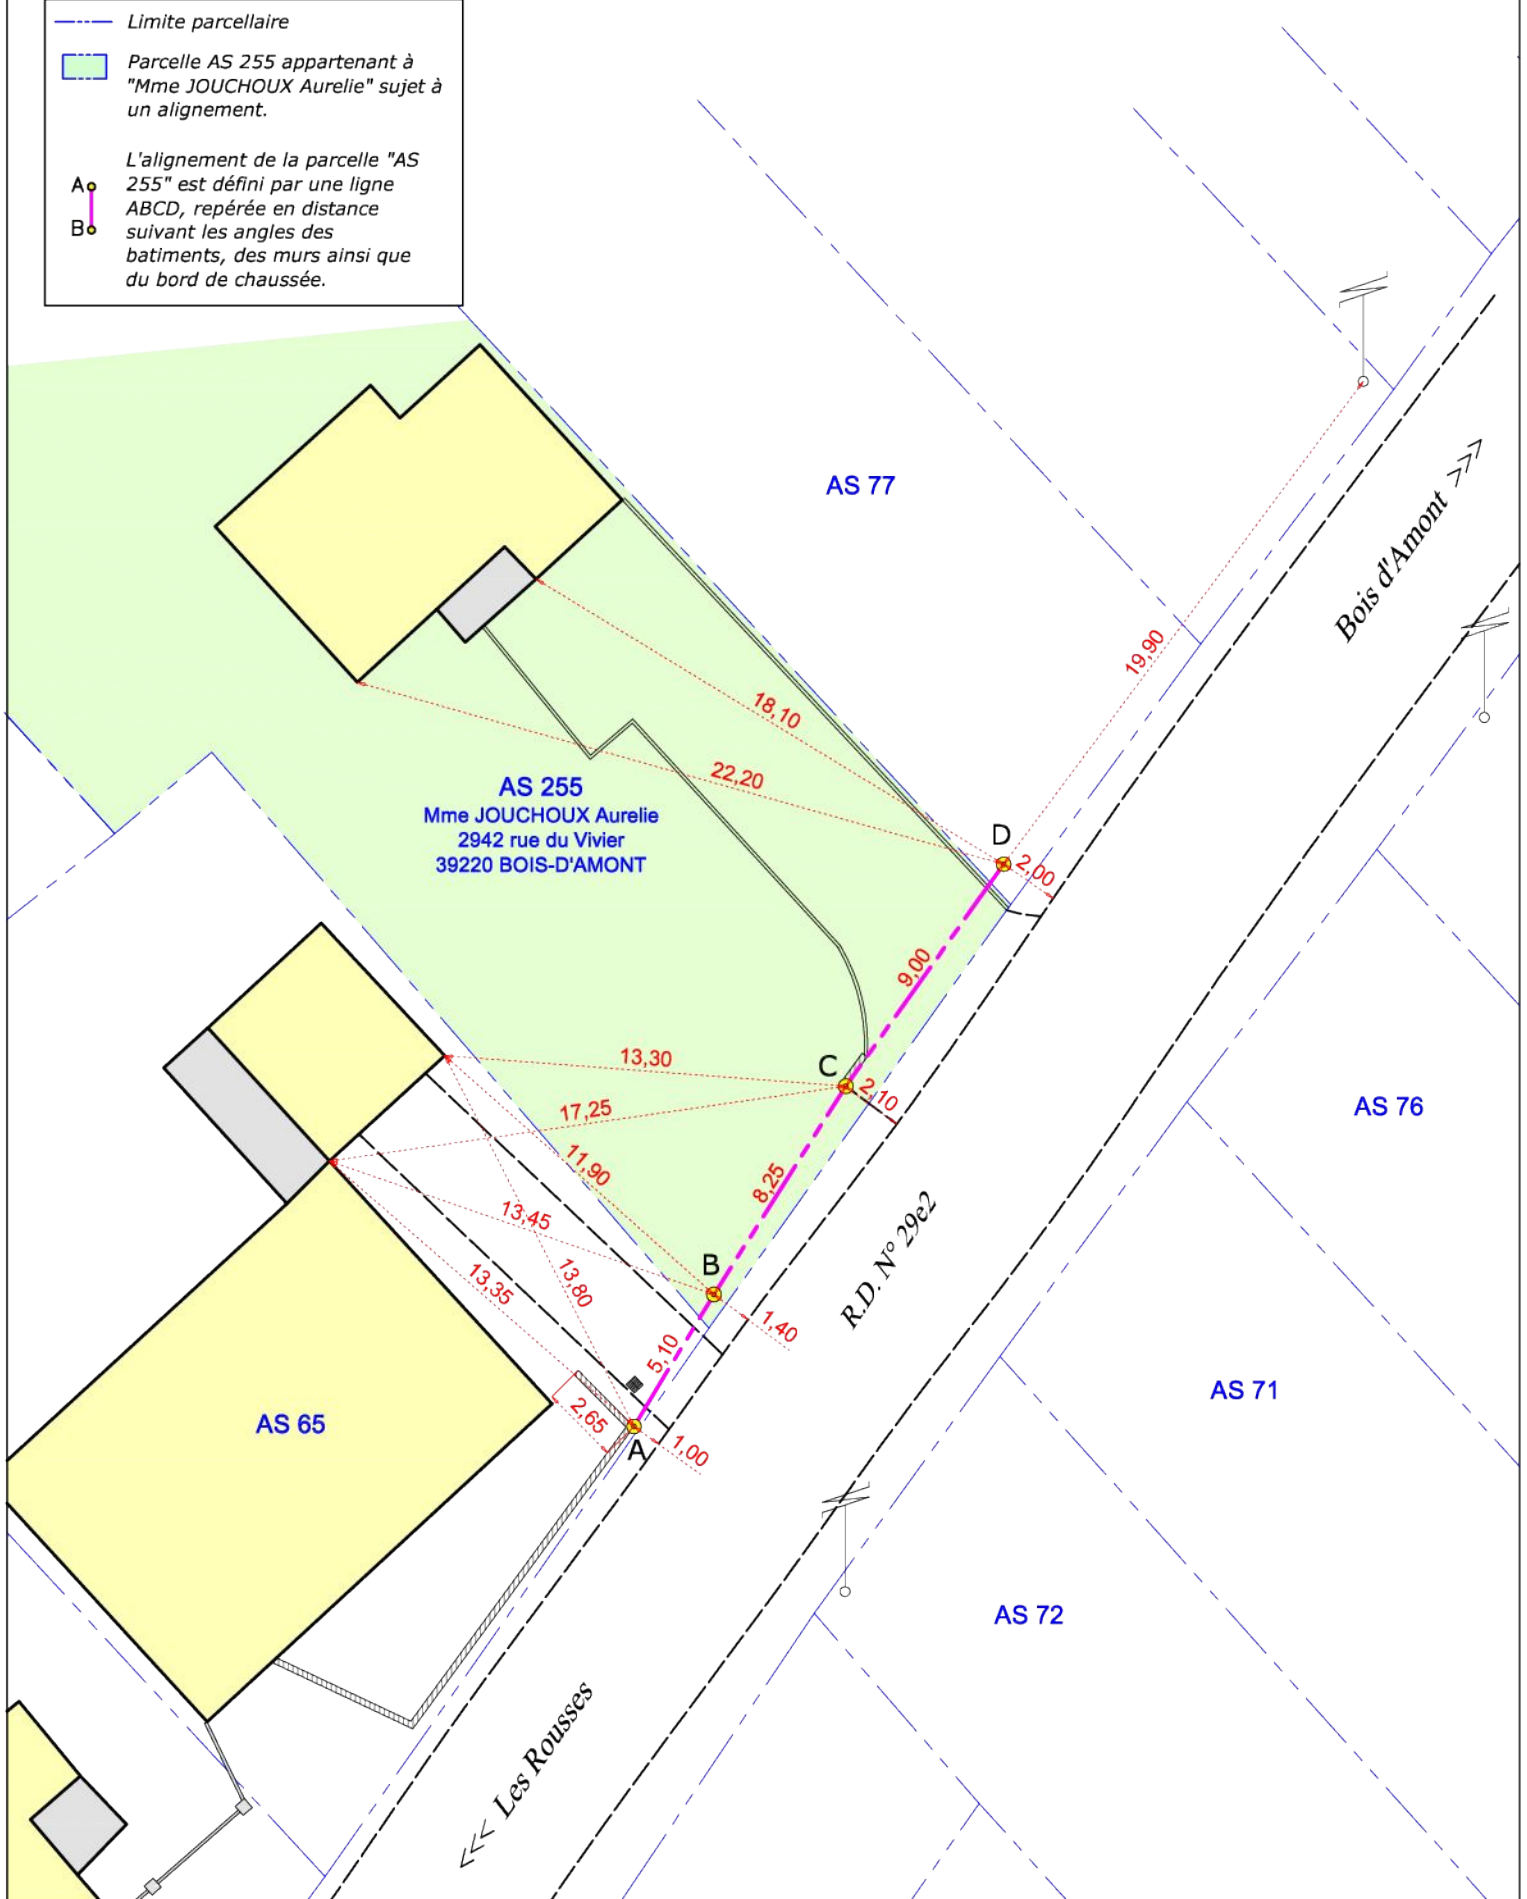 Limite parcellaire
Parcelle AS 255 appartenant à
"Mme JOUCHOUX Aurelie" sujet à
un alignement.
L'alignement de la parcelle "AS
255" est défini par une ligne
ABCD, repérée en distance
suivant les angles des
batiments, des murs ainsi que
du bord de chaussée.
A
B
AS 77
Bois d'Amont >>>
19,90
18,10
22,20
AS 255
Mme JOUCHOUX Aurelie
2942 rue du Vivier
39220 BOIS-D'AMONT
D
2,00
9,00
C
2,10
13,30
17,25
11,90
8,25
13,45
13,80
13,35
B
1,40
5,10
2,65
A
1,00
R.D. N° 29e2
AS 76
AS 71
AS 65
AS 72
<<< Les Rousses